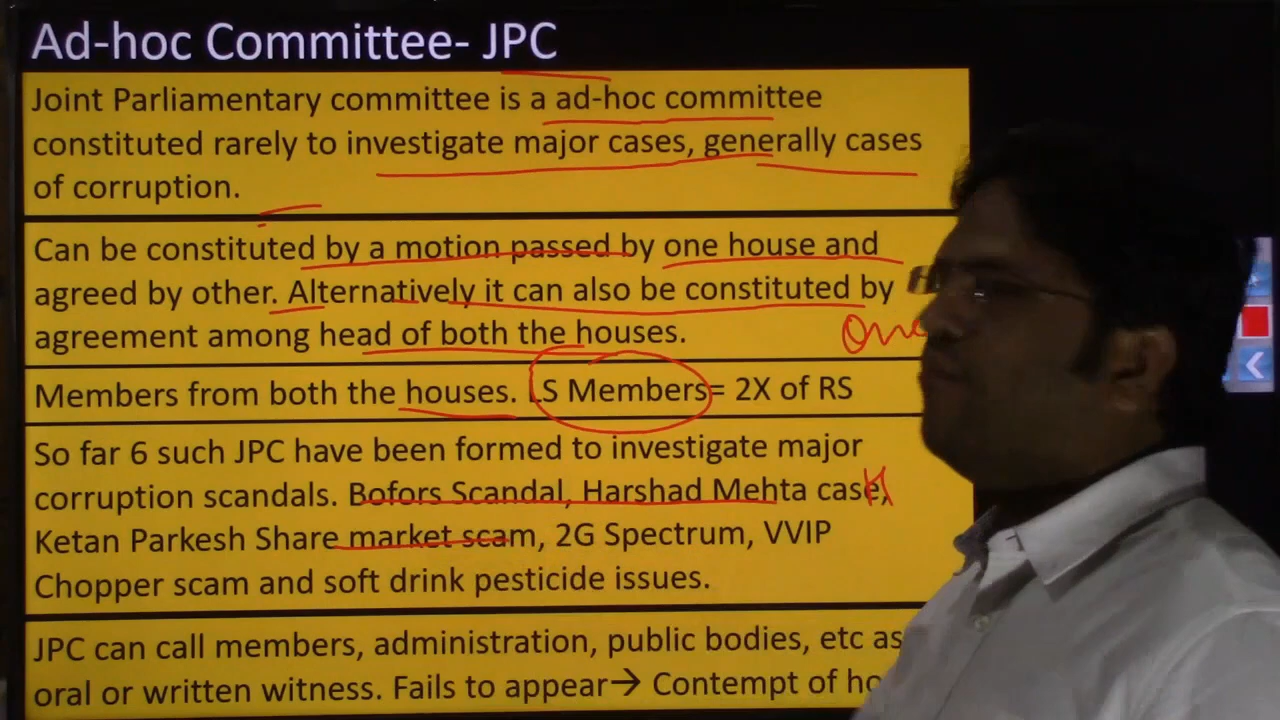 Ad-hoc Committee- JPC
Joint Parliamentary committee is a ad-hoc committee
constituted rarely to investigate major cases, generally cases
of corruption.
Can be constituted by a motion passed by one house and
agreed by other. Alternatively it can also be constituted by
agreement among head of both the houses.
One
Members from both the houses. LS Members= 2X of RS
So far 6 such JPC have been formed to investigate major
corruption scandals. Bofors Scandal, Harshad Mehta case,
Ketan Parkesh Share market scam, 2G Spectrum, VVIP
Chopper scam and soft drink pesticide issues.
JPC can call members, administration, public bodies, etc as
oral or written witness. Fails to appear→ Contempt of